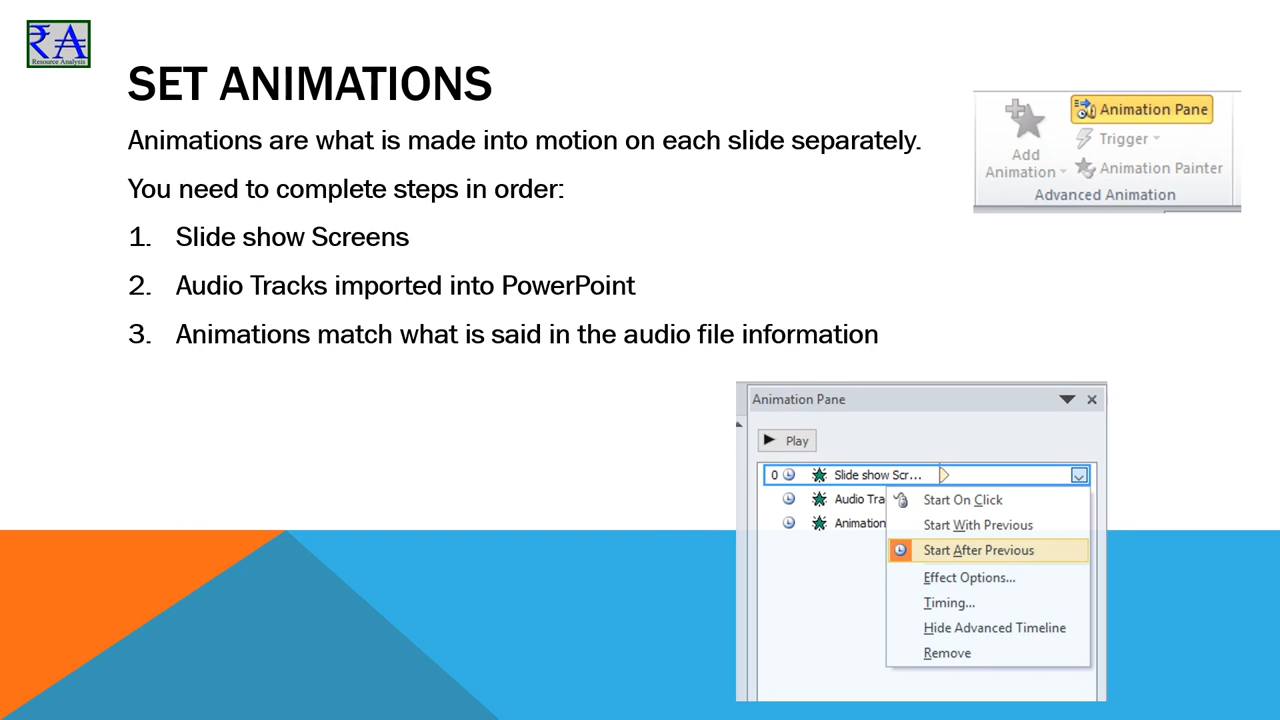 RA
Resource Analysis
SET ANIMATIONS
Animations are what is made into motion on each slide separately.
You need to complete steps in order:
1. Slide show Screens
2. Audio Tracks imported into PowerPoint
3. Animations match what is said in the audio file information
Add
Animation
Animation Pane
Trigger
Animation Painter
Advanced Animation
Animation Pane
Play
0 Slide show Scr...
Audio Tra
Animation
Start On Click
Start With Previous
Start After Previous
Effect Options...
Timing...
Hide Advanced Timeline
Remove